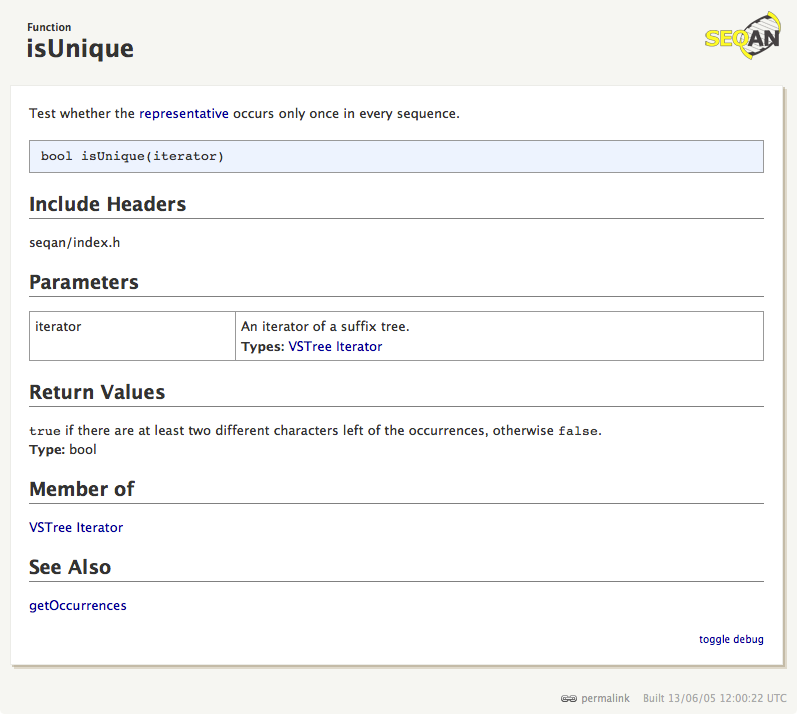 Function
isUnique
SEQAN
Test whether the representative occurs only once in every sequence.
bool isUnique(iterator)
Include Headers
seqan/index.h
Parameters
iterator
An iterator of a suffix tree.
Types: VSTree Iterator
Return Values
true if there are at least two different characters left of the occurrences, otherwise false.
Type: bool
Member of
VSTree Iterator
See Also
getOccurrences
toggle debug
permalink Built 13/06/05 12:00:22 UTC